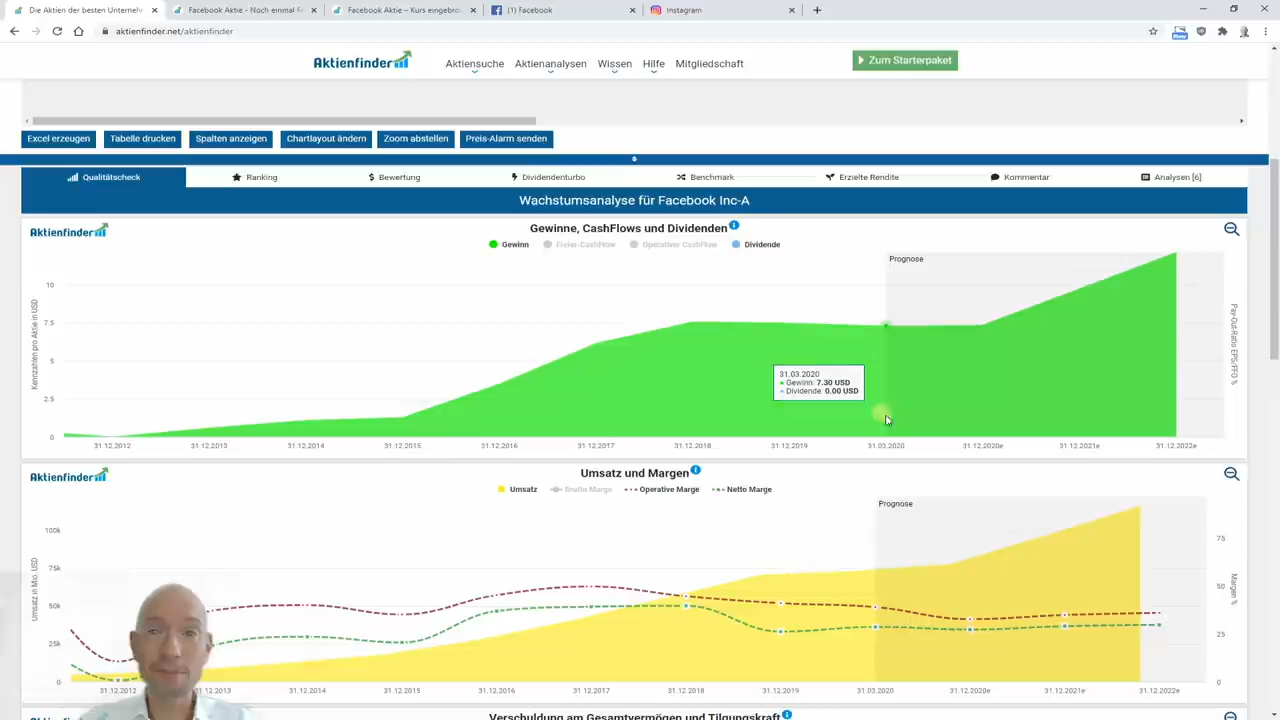 Die Aktien der besten Unterneh
Facebook Aktie - Noch einmal F
Facebook Aktie – Kurs eingebro
(1) Facebook
Instagram
aktienfinder.net/aktienfinder
New
Aktienfinder
Aktiensuche
Aktienanalysen
Wissen
Hilfe
Mitgliedschaft
Zum Starterpaket
Excel erzeugen
Tabelle drucken
Spalten anzeigen
Chartlayout ändern
Zoom abstellen
Preis-Alarm senden
Qualitätscheck
Ranking
Bewertung
Dividendenturbo
Benchmark
Erzielte Rendite
Kommentar
Analysen [6]
Wachstumsanalyse für Facebook Inc-A
Aktienfinder
Gewinne, CashFlows und Dividenden
Gewinn
Freier-CashFlow
Operativer CashFlow
Dividende
Prognose
Kennzahlen pro Aktie in USD
10
7.5
5
2.5
0
Pay-Out-Ratio EPS/FFO %
31.03.2020
Gewinn: 7.30 USD
Dividende: 0.00 USD
31.12.2012
31.12.2013
31.12.2014
31.12.2015
31.12.2016
31.12.2017
31.12.2018
31.12.2019
31.03.2020
31.12.2020e
31.12.2021e
31.12.2022e
Aktienfinder
Umsatz und Margen
Umsatz
Brutto Marge
Operative Marge
Netto Marge
Prognose
Umsatz in Mio. USD
100k
75k
50k
25k
0
75
50
25
0
Margen %
31.12.2012
31.12.2013
31.12.2014
31.12.2015
31.12.2016
31.12.2017
31.12.2018
31.12.2019
31.03.2020
31.12.2020e
31.12.2021e
31.12.2022e
Aktienfinder
Verschuldung am Gesamtvermögen und Tilgungskraft